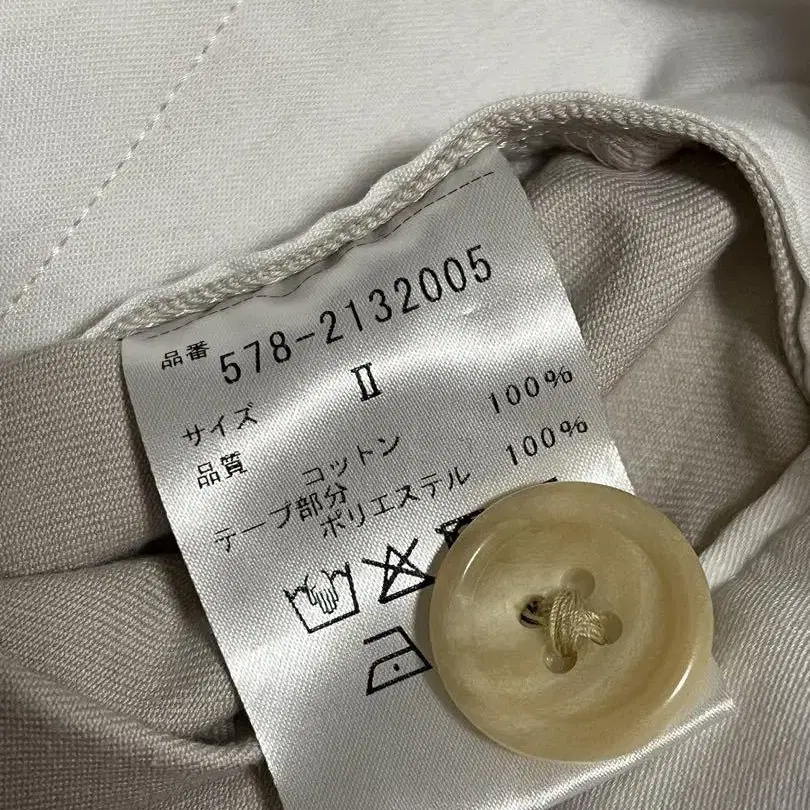 品番 578-2132005
サイズ II
品質 コットン 100%
テープ部分
ポリエステル 100%